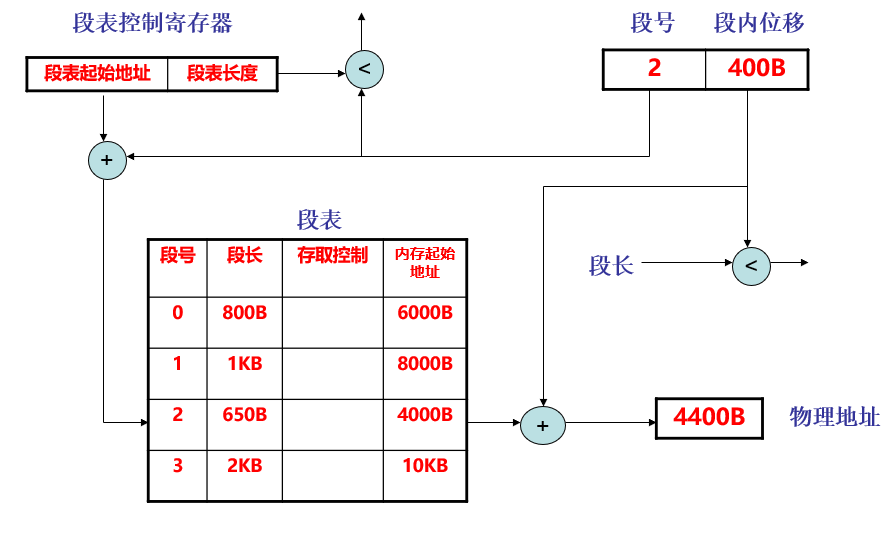 段表控制寄存器
段号 段内位移
段表起始地址 段表长度
<
2 400B
+
段表
段号 段长 存取控制 内存起始
地址
段长
<
0 800B 6000B
1 1KB 8000B
2 650B 4000B
+
4400B
物理地址
3 2KB 10KB